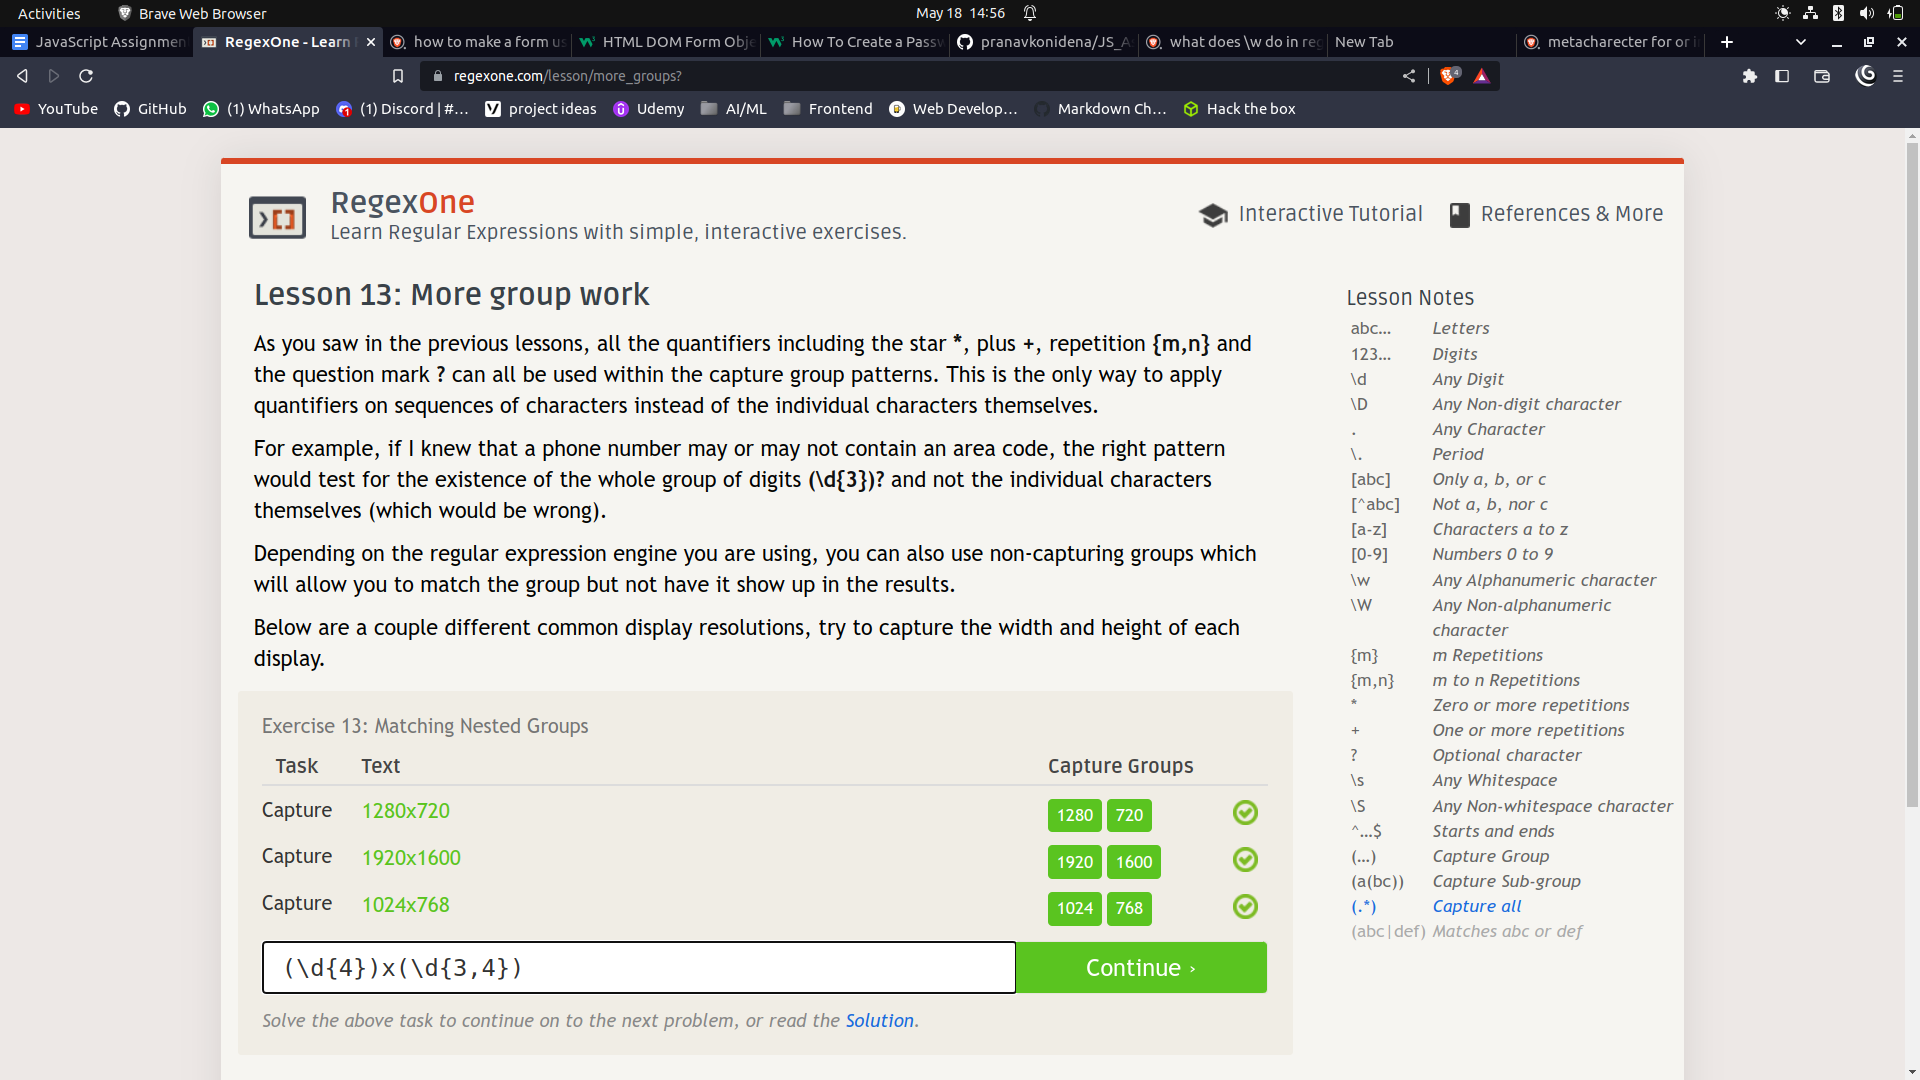 Activities
Brave Web Browser
May 18 14:56
JavaScript Assignmen
RegexOne - Learn
how to make a form us
HTML DOM Form Obje
How To Create a Passw
pranavkonidena/JS_A
what does \w do in reg
New Tab
metacharecter for or i
regexone.com/lesson/more_groups?
4
YouTube
GitHub
(1) WhatsApp
(1) Discord | #...
project ideas
Udemy
AI/ML
Frontend
Web Develop...
Markdown Ch...
Hack the box
RegexOne
Learn Regular Expressions with simple, interactive exercises.
Interactive Tutorial
References & More
Lesson 13: More group work
As you saw in the previous lessons, all the quantifiers including the star *, plus +, repetition {m,n} and
the question mark ? can all be used within the capture group patterns. This is the only way to apply
quantifiers on sequences of characters instead of the individual characters themselves.
For example, if I knew that a phone number may or may not contain an area code, the right pattern
would test for the existence of the whole group of digits (\d{3})? and not the individual characters
themselves (which would be wrong).
Depending on the regular expression engine you are using, you can also use non-capturing groups which
will allow you to match the group but not have it show up in the results.
Below are a couple different common display resolutions, try to capture the width and height of each
display.
Exercise 13: Matching Nested Groups
Task Text Capture Groups
Capture 1280x720 1280 720
Capture 1920x1600 1920 1600
Capture 1024x768 1024 768
(\d{4})x(\d{3,4})
Continue ›
Solve the above task to continue on to the next problem, or read the Solution.
Lesson Notes
abc… Letters
123… Digits
\d Any Digit
\D Any Non-digit character
. Any Character
\. Period
[abc] Only a, b, or c
[^abc] Not a, b, nor c
[a-z] Characters a to z
[0-9] Numbers 0 to 9
\w Any Alphanumeric character
\W Any Non-alphanumeric
character
{m} m Repetitions
{m,n} m to n Repetitions
* Zero or more repetitions
+ One or more repetitions
? Optional character
\s Any Whitespace
\S Any Non-whitespace character
^…$ Starts and ends
(…) Capture Group
(a(bc)) Capture Sub-group
(.*) Capture all
(abc|def) Matches abc or def